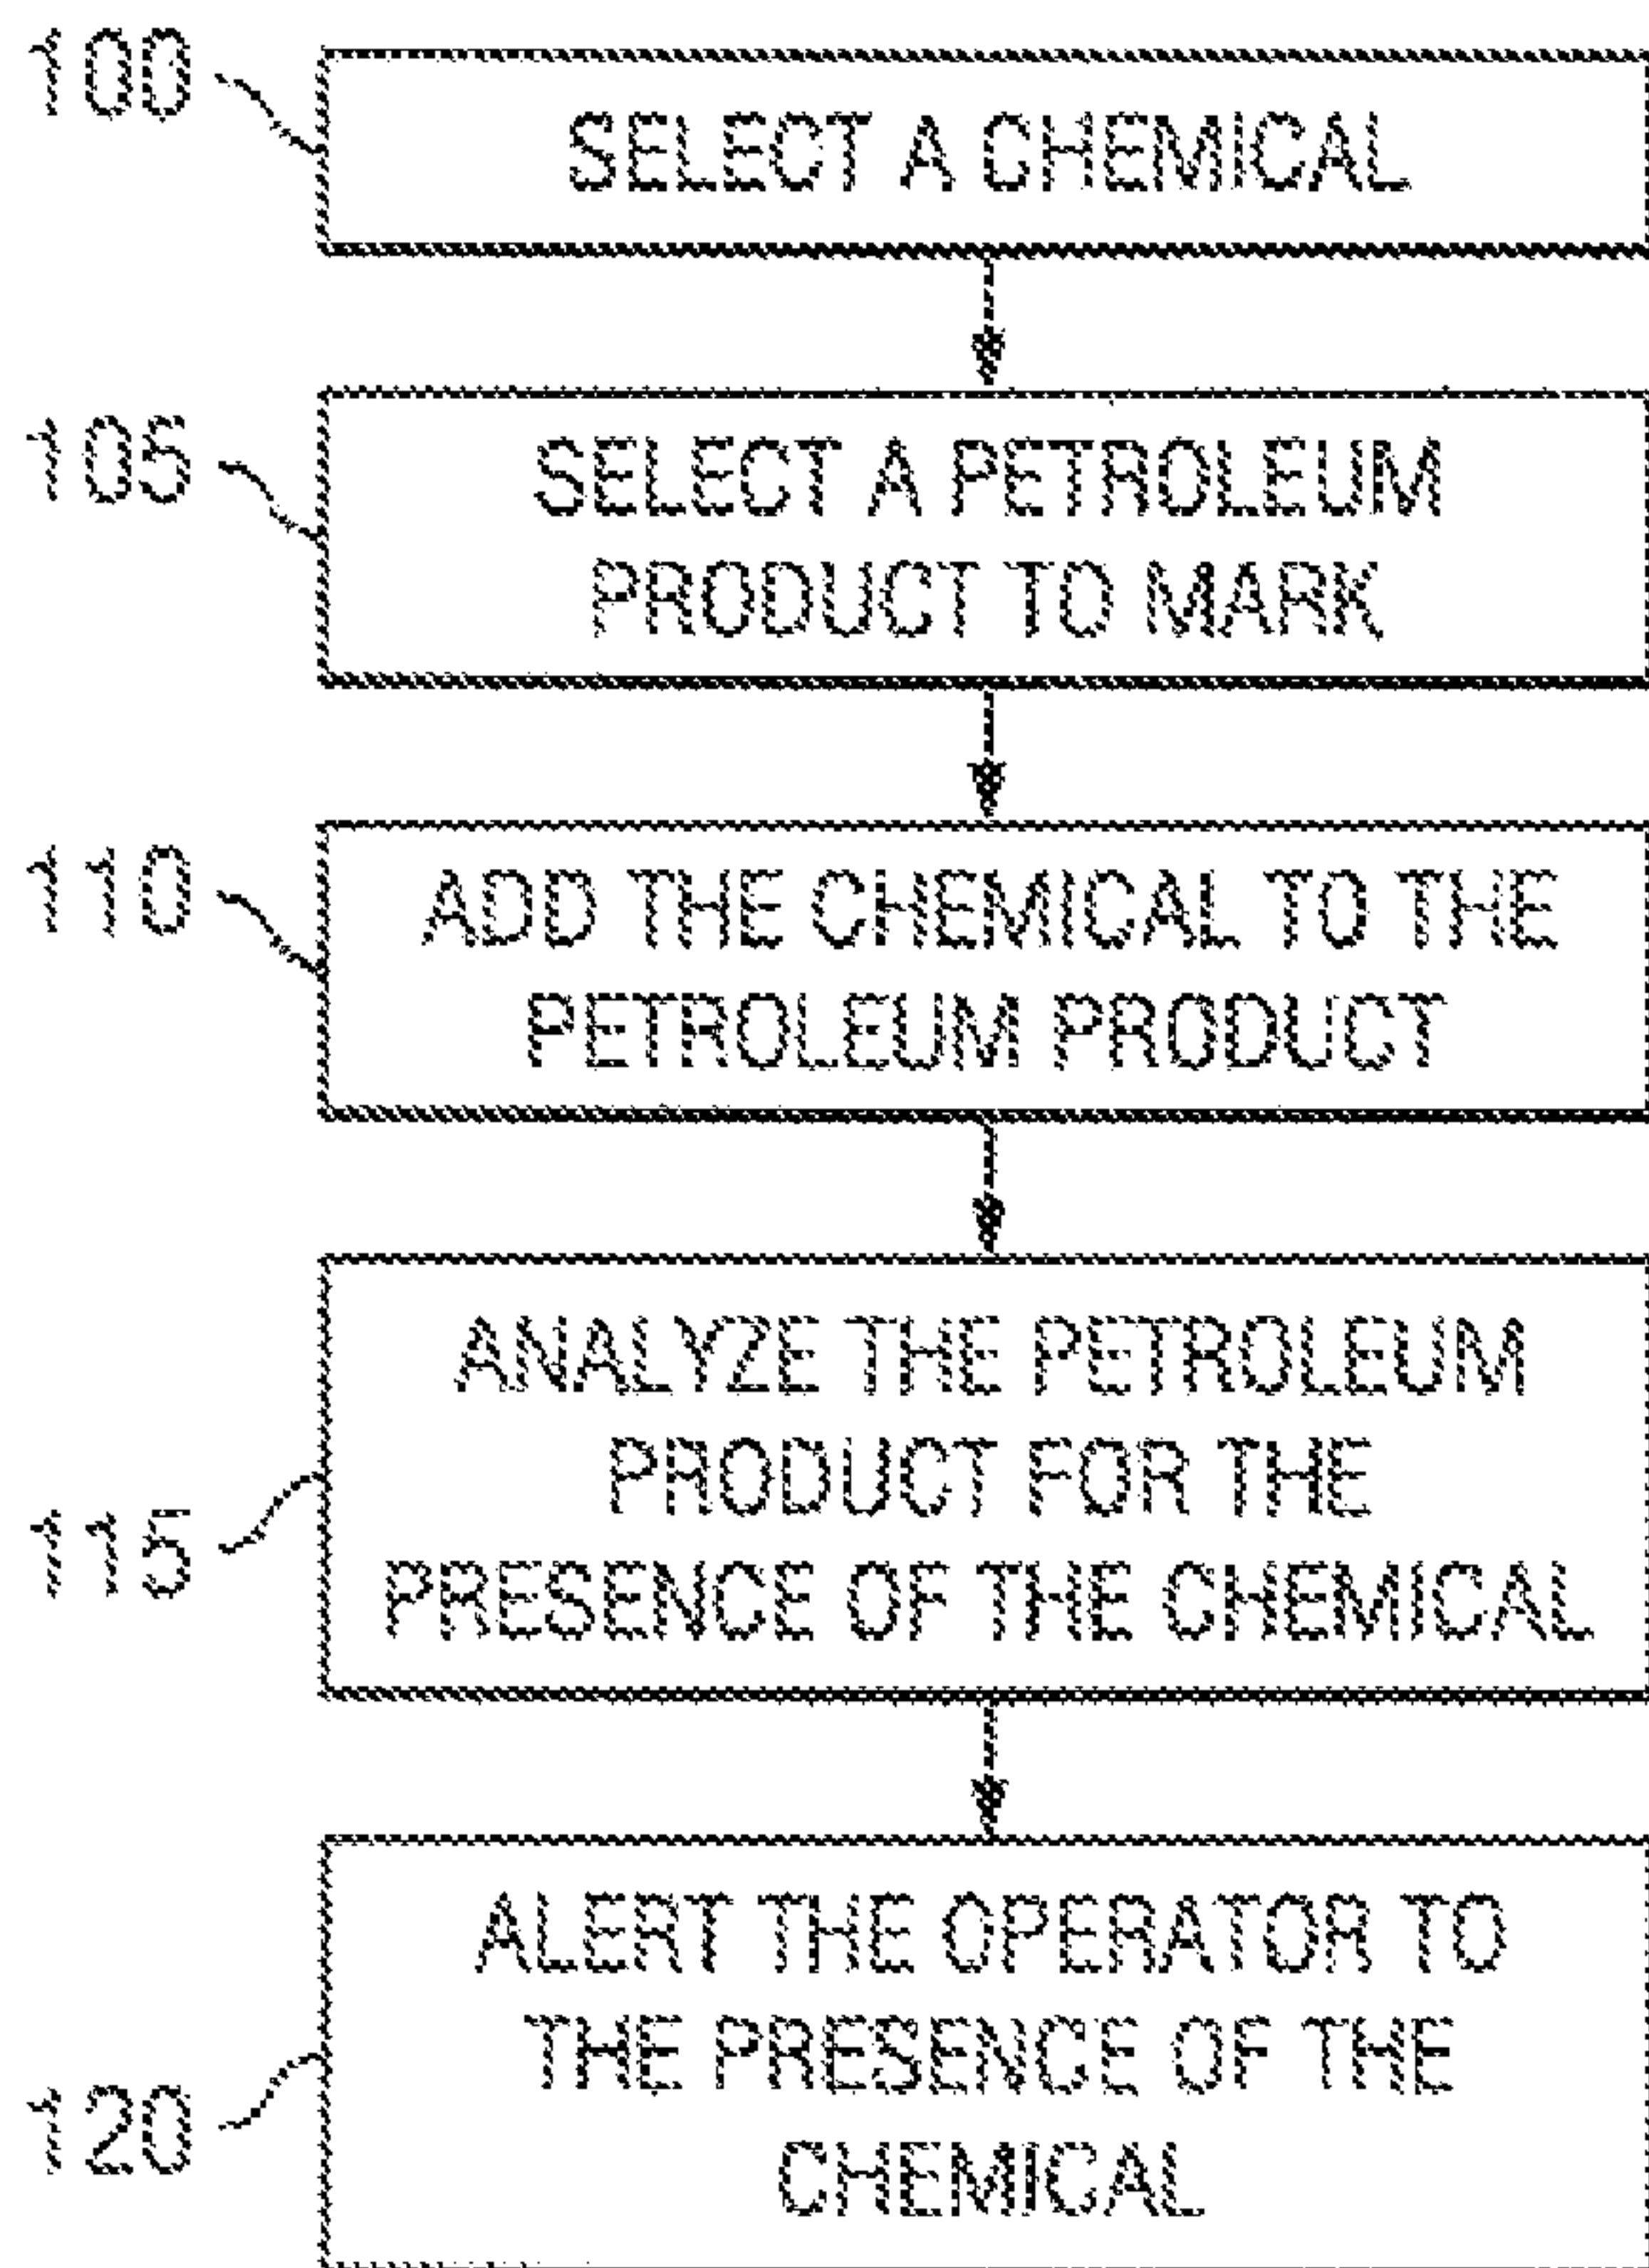 100
SELECT A CHEMICAL
105
SELECT A PETROLEUM
PRODUCT TO MARK
110
ADD THE CHEMICAL TO THE
PETROLEUM PRODUCT
115
ANALYZE THE PETROLEUM
PRODUCT FOR THE
PRESENCE OF THE CHEMICAL
120
ALERT THE OPERATOR TO
THE PRESENCE OF THE
CHEMICAL